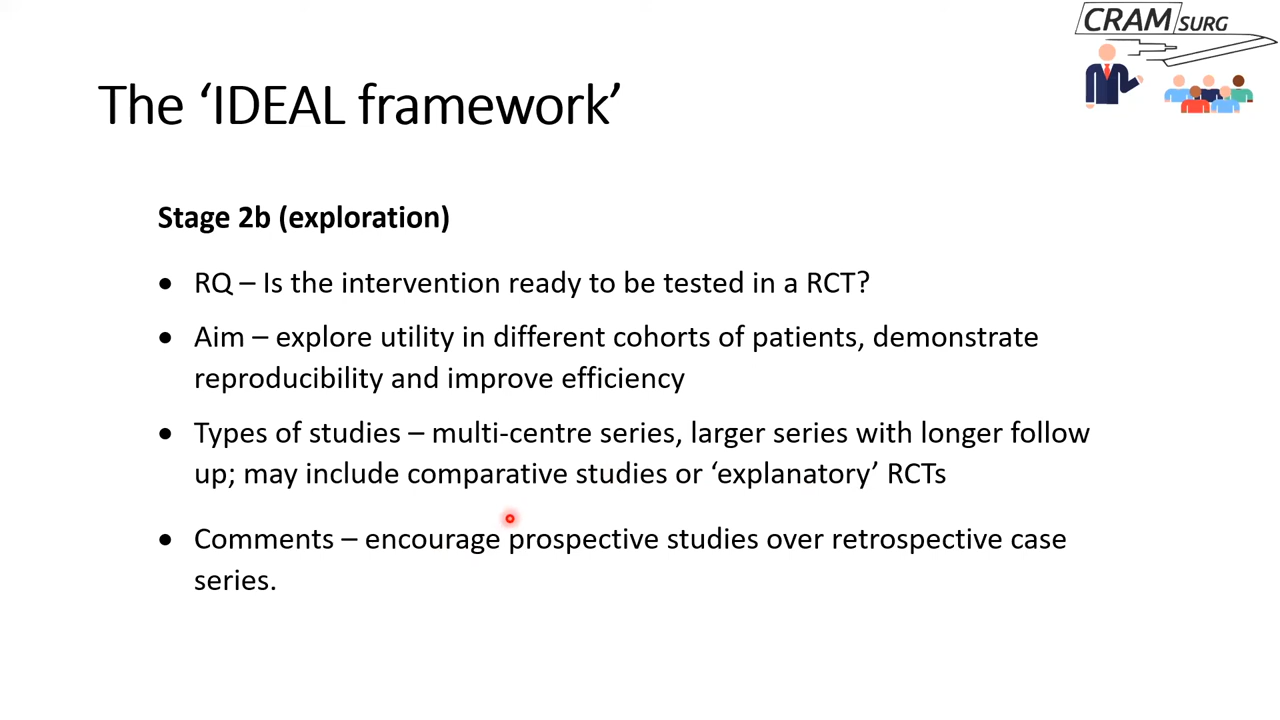 CRAM SURG
The ‘IDEAL framework’
Stage 2b (exploration)
• RQ – Is the intervention ready to be tested in a RCT?
• Aim – explore utility in different cohorts of patients, demonstrate
reproducibility and improve efficiency
• Types of studies – multi-centre series, larger series with longer follow
up; may include comparative studies or ‘explanatory’ RCTs
• Comments – encourage prospective studies over retrospective case
series.